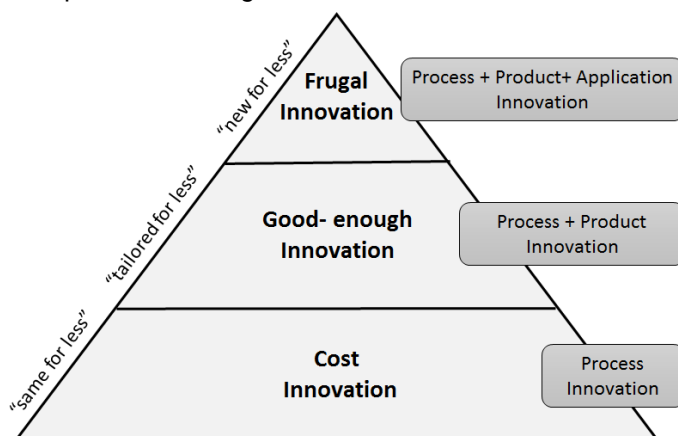 "new for less"
Frugal
Innovation
Process + Product+ Application
Innovation
"tailored for less"
Good- enough
Innovation
Process + Product
Innovation
"same for less"
Cost
Innovation
Process
Innovation